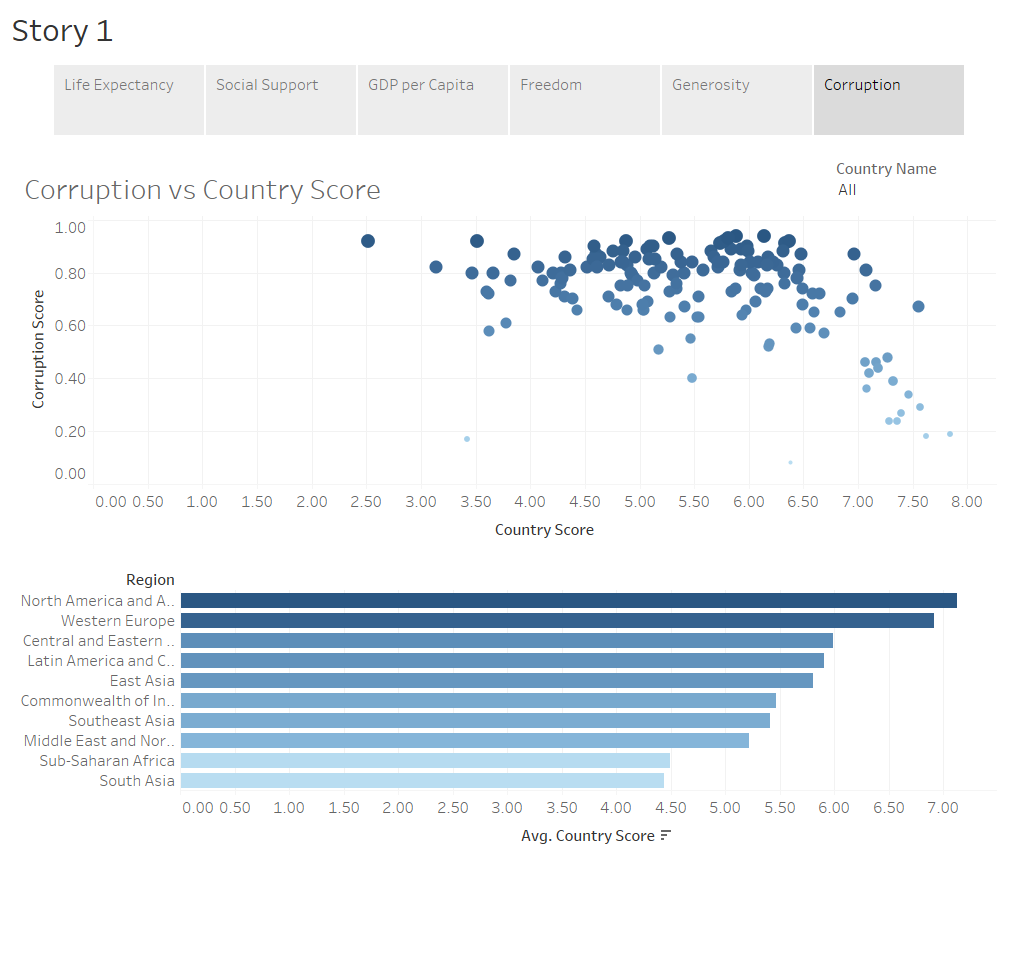 Story 1
Life Expectancy Social Support GDP per Capita Freedom Generosity Corruption
Country Name
All
Corruption vs Country Score
1.00
0.80
0.60
0.40
0.20
0.00
Corruption Score
0.00 0.50 1.00 1.50 2.00 2.50 3.00 3.50 4.00 4.50 5.00 5.50 6.00 6.50 7.00 7.50 8.00
Country Score
Region
North America and A..
Western Europe
Central and Eastern ..
Latin America and C..
East Asia
Commonwealth of In..
Southeast Asia
Middle East and Nor..
Sub-Saharan Africa
South Asia
0.00 0.50 1.00 1.50 2.00 2.50 3.00 3.50 4.00 4.50 5.00 5.50 6.00 6.50 7.00
Avg. Country Score